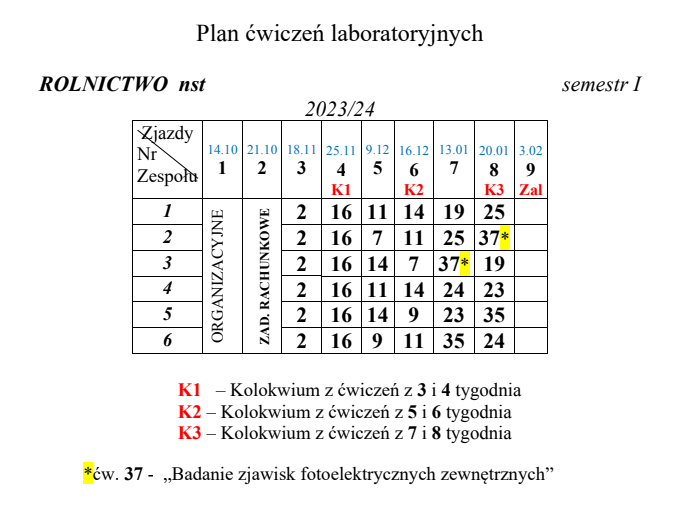 Plan ćwiczeń laboratoryjnych
ROLNICTWO nst semestr I
2023/24
Zjazdy
Nr
Zespołu
14.10 21.10 18.11 25.11 9.12 16.12 13.01 20.01 3.02
1 2 3 4 5 6 7 8 9
K1 K2 K3 Zal
ORGANIZACYJNE
ZAD. RACHUNKOWE
1 2 16 11 14 19 25
2 2 16 7 11 25 37*
3 2 16 14 7 37* 19
4 2 16 11 14 24 23
5 2 16 14 9 23 35
6 2 16 9 11 35 24
K1 – Kolokwium z ćwiczeń z 3 i 4 tygodnia
K2 – Kolokwium z ćwiczeń z 5 i 6 tygodnia
K3 – Kolokwium z ćwiczeń z 7 i 8 tygodnia
*ćw. 37 - „Badanie zjawisk fotoelektrycznych zewnętrznych”